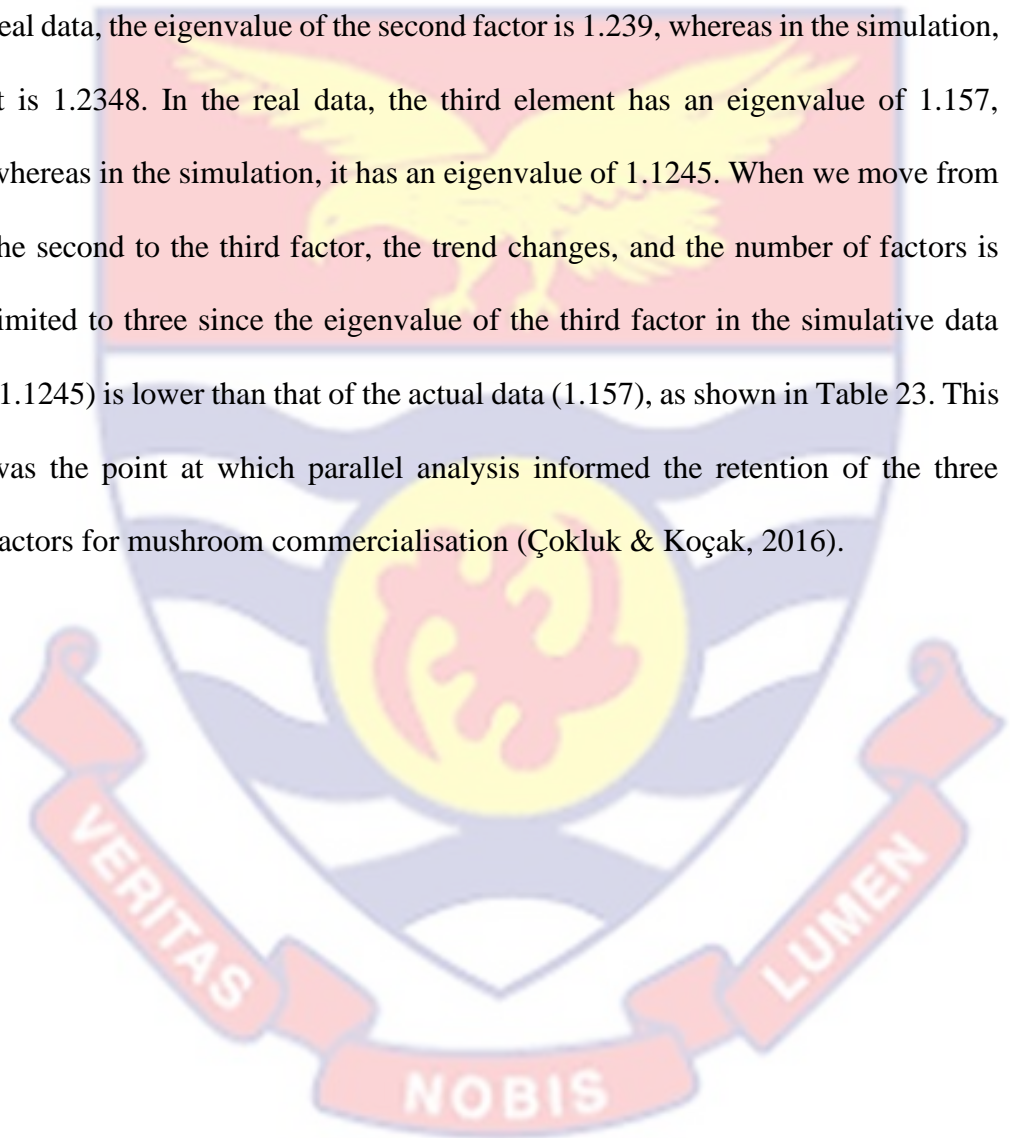 eal data, the eigenvalue of the second factor is 1.239, whereas in the simulation,
t is 1.2348. In the real data, the third element has an eigenvalue of 1.157,
whereas in the simulation, it has an eigenvalue of 1.1245. When we move from
he second to the third factor, the trend changes, and the number of factors is
imited to three since the eigenvalue of the third factor in the simulative data
1.1245) is lower than that of the actual data (1.157), as shown in Table 23. This
was the point at which parallel analysis informed the retention of the three
actors for mushroom commercialisation (Çokluk & Koçak, 2016).
VERITAS
NOBIS
LUMEN